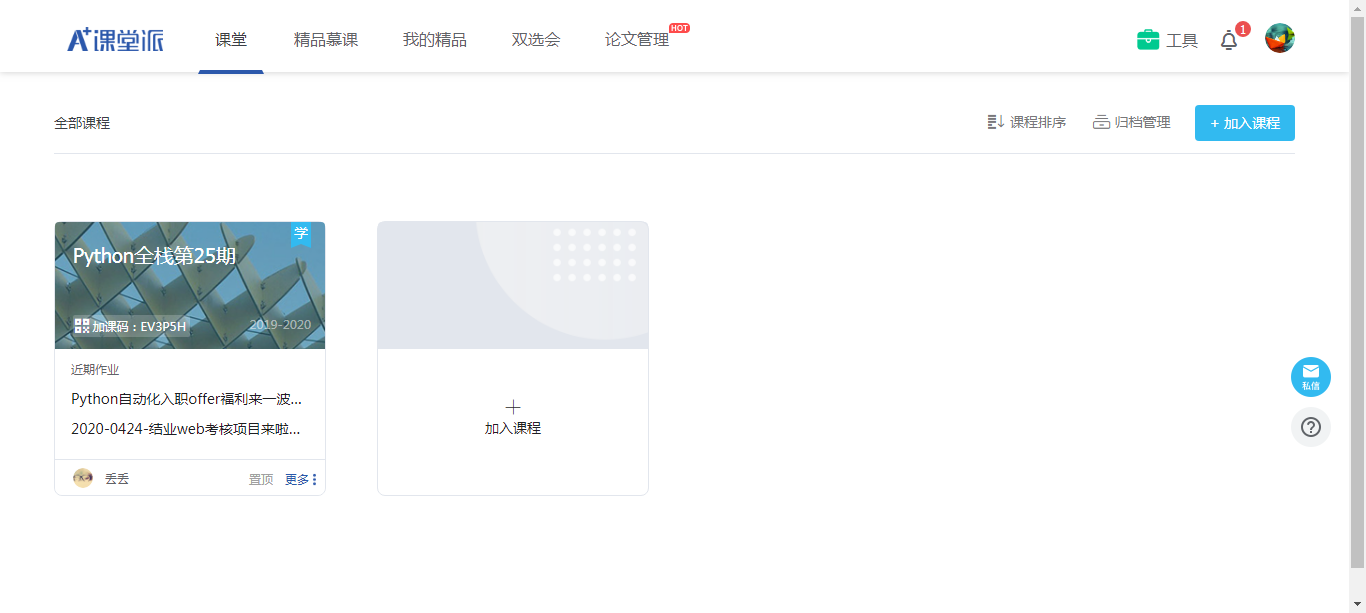 A+课堂派
课堂
精品慕课
我的精品
双选会
论文管理
HOT
工具
1
全部课程
课程排序
归档管理
+ 加入课程
学
Python全栈第25期
加课码：EV3P5H
2019-2020
近期作业
Python自动化入职offer福利来一波...
2020-0424-结业web考核项目来啦...
丢丢
置顶
更多
加入课程
私信